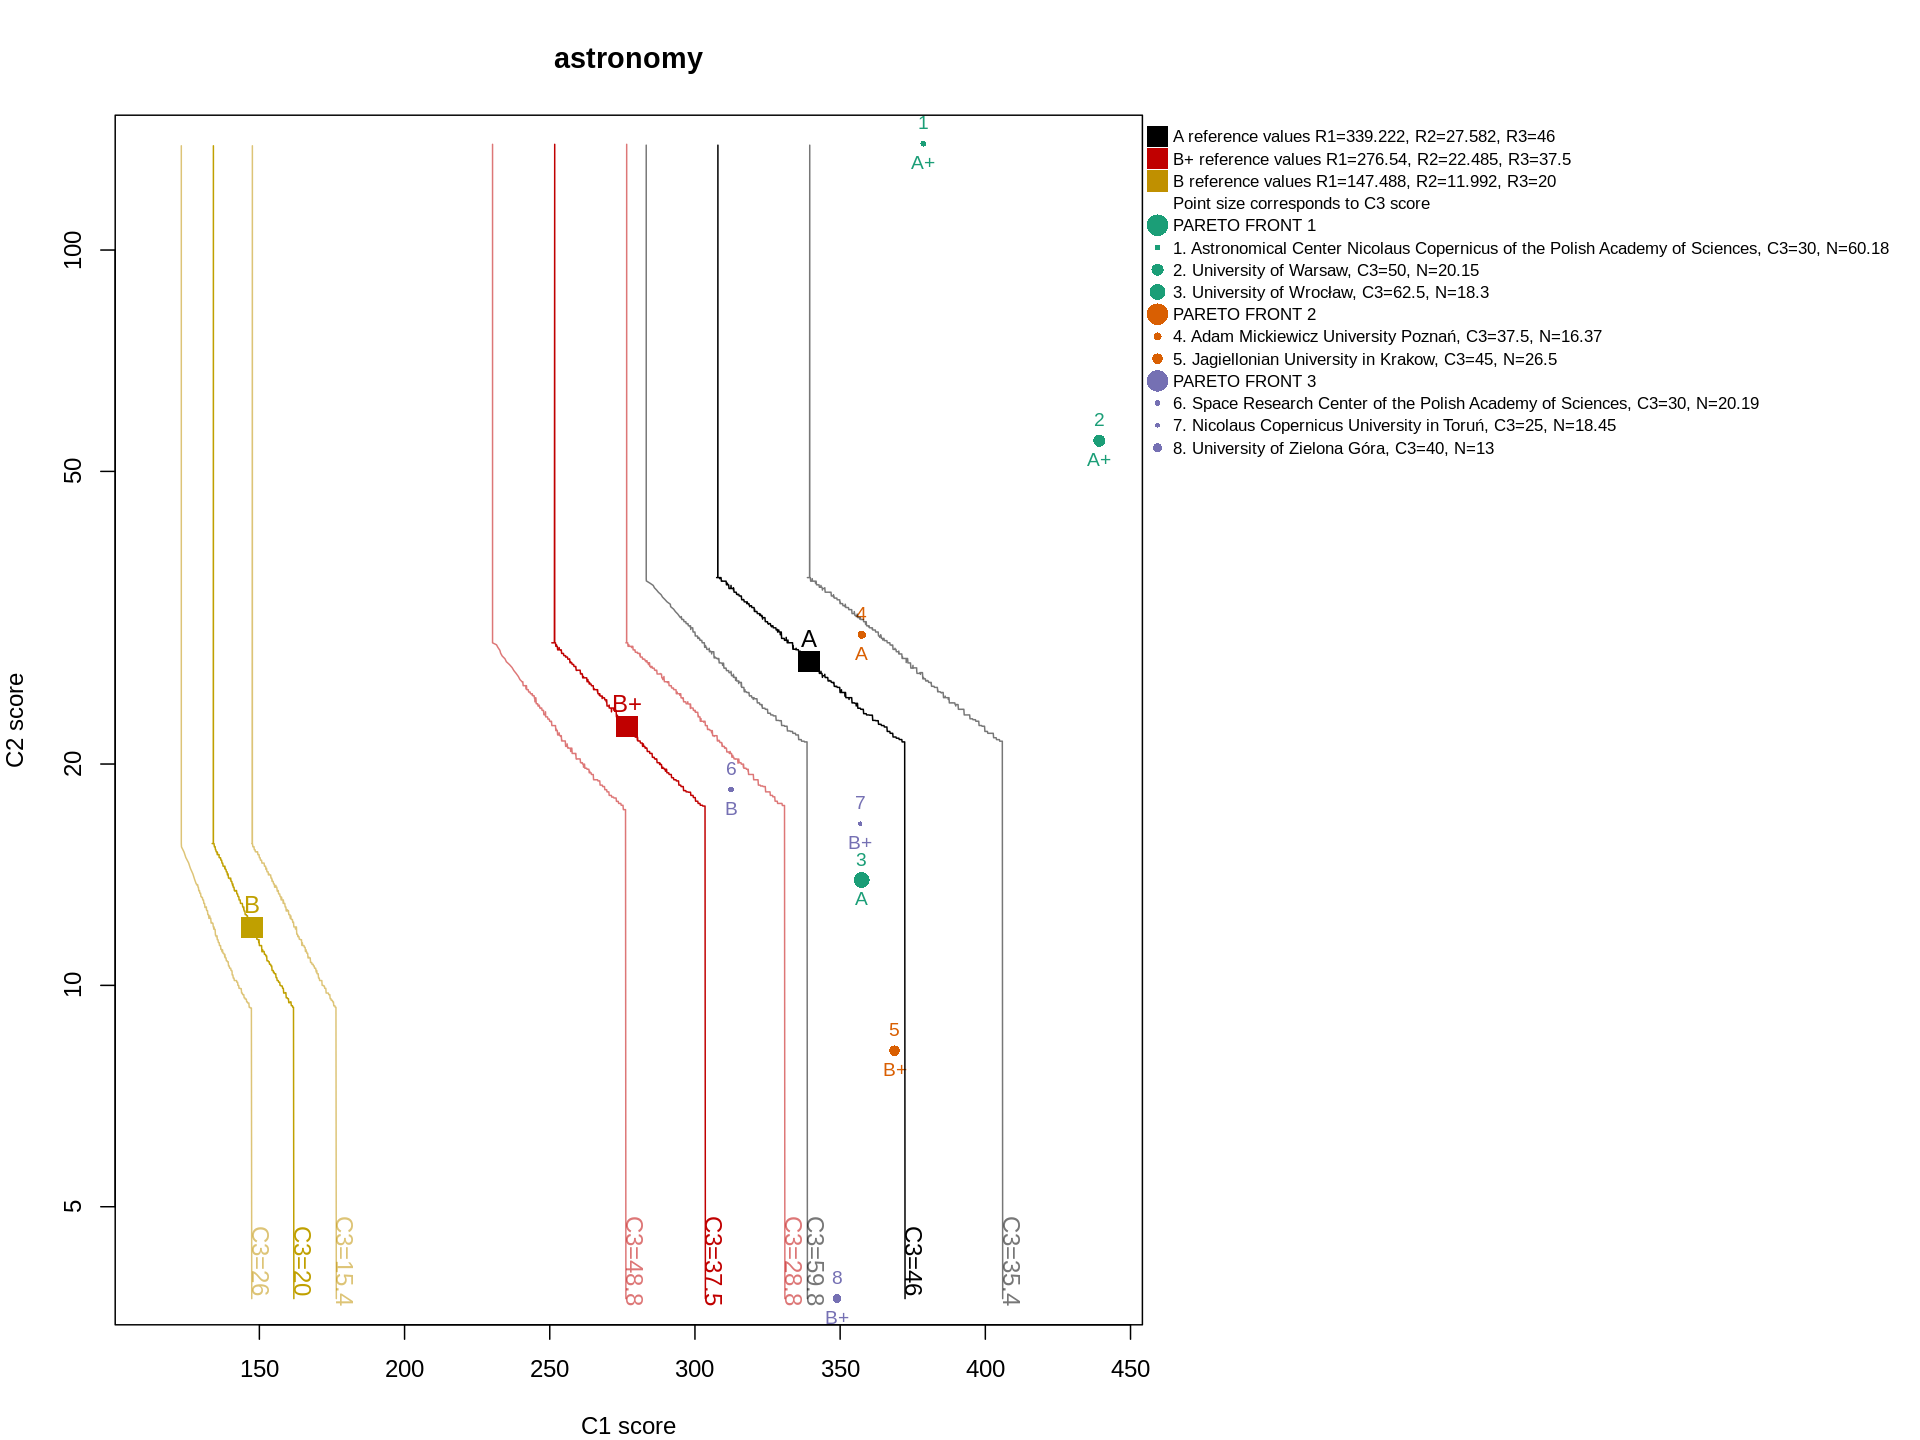 astronomy
1
A+
A reference values R1=339.222, R2=27.582, R3=46
B+ reference values R1=276.54, R2=22.485, R3=37.5
B reference values R1=147.488, R2=11.992, R3=20
Point size corresponds to C3 score
PARETO FRONT 1
1. Astronomical Center Nicolaus Copernicus of the Polish Academy of Sciences, C3=30, N=60.18
2. University of Warsaw, C3=50, N=20.15
3. University of Wrocław, C3=62.5, N=18.3
PARETO FRONT 2
4. Adam Mickiewicz University Poznań, C3=37.5, N=16.37
5. Jagiellonian University in Krakow, C3=45, N=26.5
PARETO FRONT 3
6. Space Research Center of the Polish Academy of Sciences, C3=30, N=20.19
7. Nicolaus Copernicus University in Toruń, C3=25, N=18.45
8. University of Zielona Góra, C3=40, N=13
2
A+
4
A
A
B+
6
B
7
B+
3
A
B
5
B+
8
B+
C3=26
C3=20
C3=15.4
C3=48.8
C3=37.5
C3=28.8
C3=59.8
C3=46
C3=35.4
100
50
20
10
5
C2 score
150
200
250
300
350
400
450
C1 score